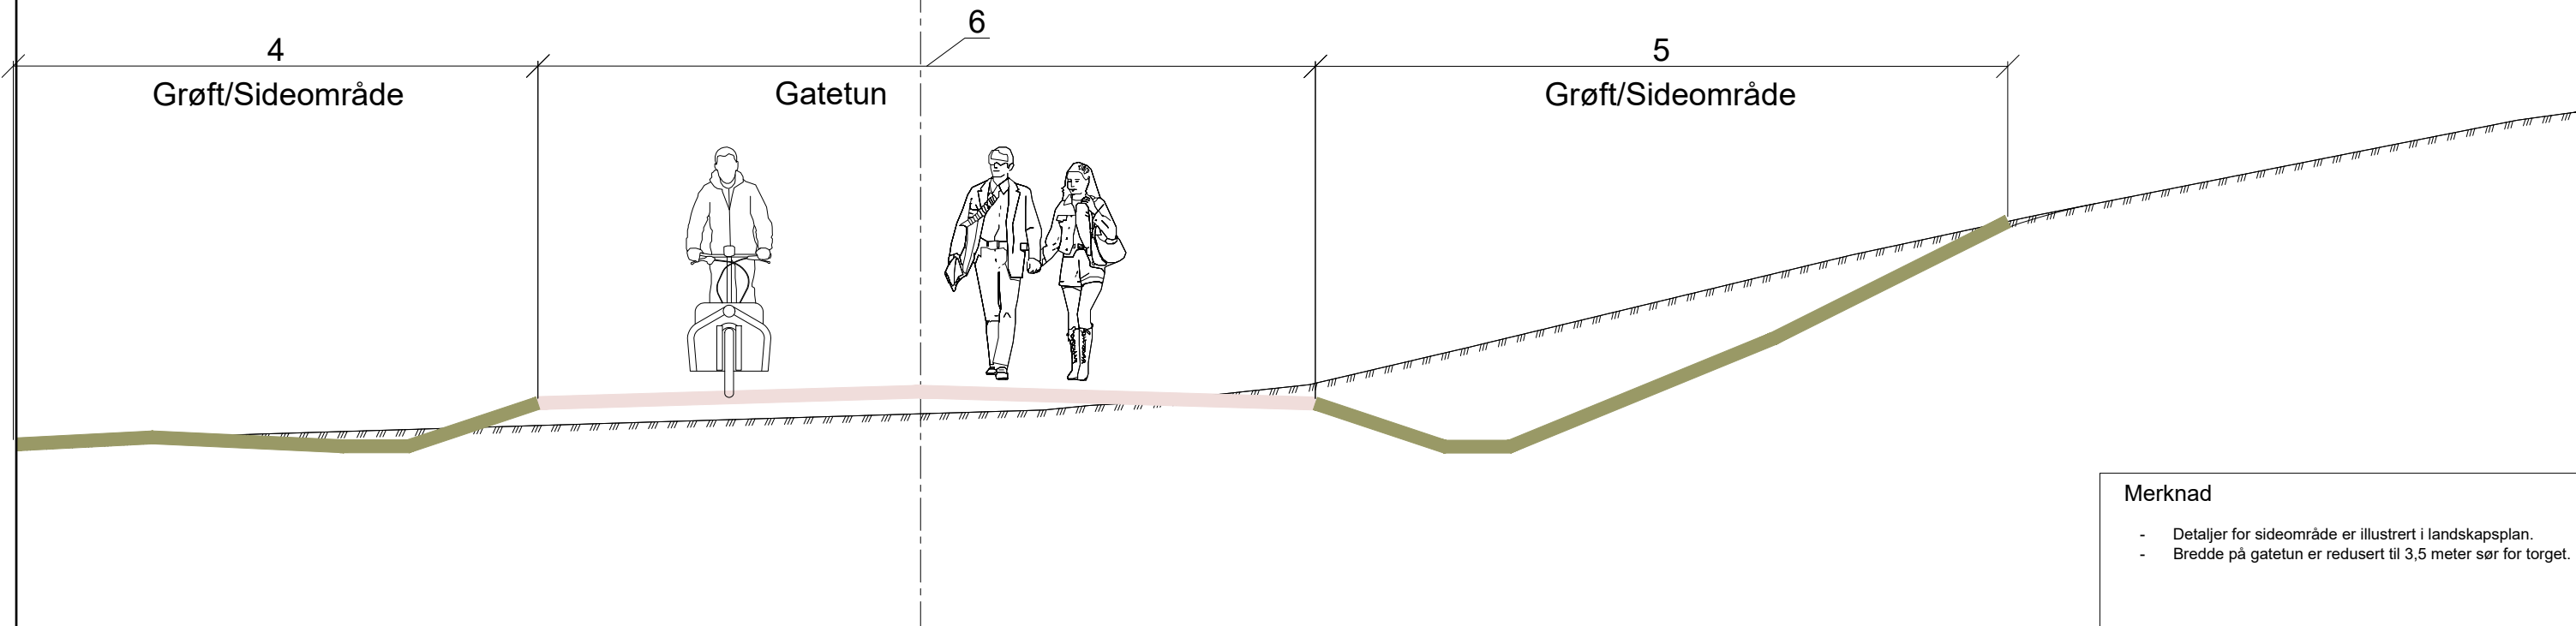 6
4
5
Grøft/Sideområde
Gatetun
Grøft/Sideområde
Merknad
- Detaljer for sideområde er illustrert i landskapsplan.
- Bredde på gatetun er redusert til 3,5 meter sør for torget.